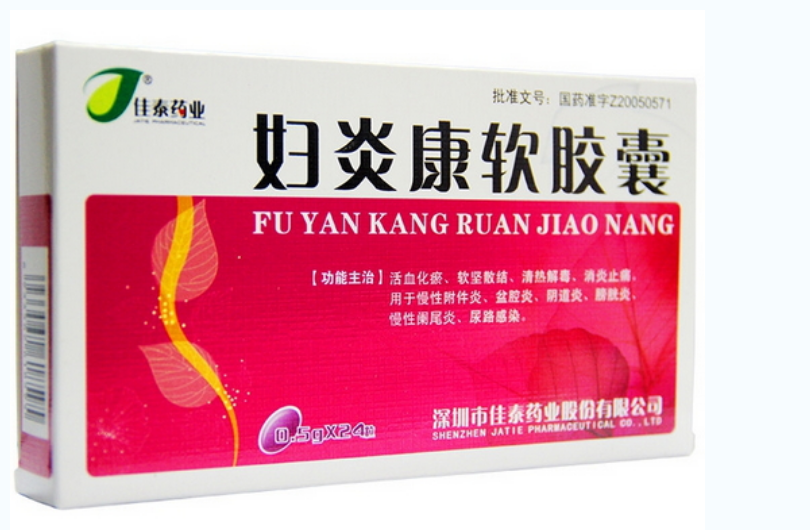 佳泰药业
JATIE PHARMACEUTICAL
批准文号：国药准字Z20050571
妇炎康软胶囊
FU YAN KANG RUAN JIAO NANG
【功能主治】活血化瘀、软坚散结、清热解毒、消炎止痛。
用于慢性附件炎、盆腔炎、阴道炎、膀胱炎、
慢性阑尾炎、尿路感染。
0.5gX24粒
深圳市佳泰药业股份有限公司
SHENZHEN JATIE PHARMACEUTICAL CO.,LTD